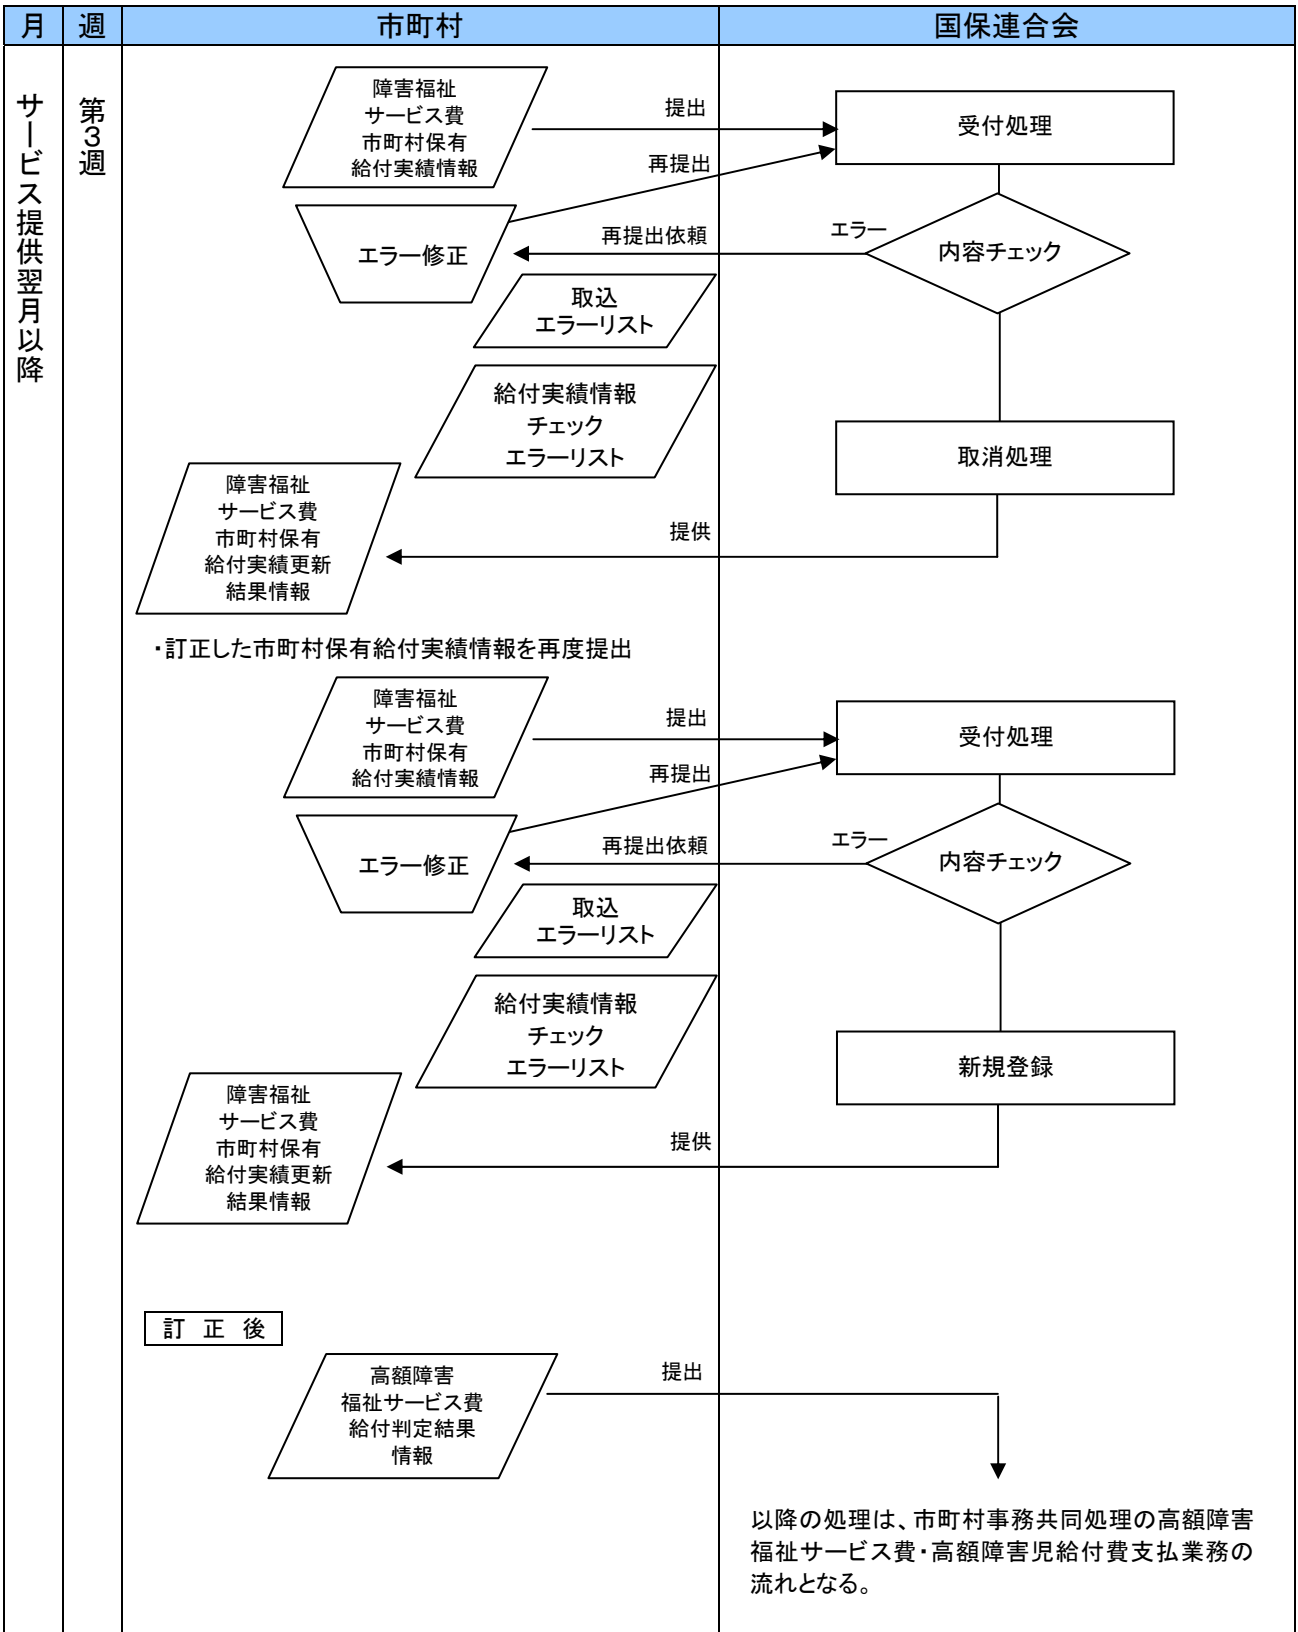 月
週
市町村
国保連合会
サービス提供翌月以降
第3週
障害福祉
サービス費
市町村保有
給付実績情報
提出
受付処理
再提出
エラー修正
再提出依頼
エラー
内容チェック
取込
エラーリスト
給付実績情報
チェック
エラーリスト
取消処理
障害福祉
サービス費
市町村保有
給付実績更新
結果情報
提供
・訂正した市町村保有給付実績情報を再度提出
障害福祉
サービス費
市町村保有
給付実績情報
提出
受付処理
再提出
エラー修正
再提出依頼
エラー
内容チェック
取込
エラーリスト
給付実績情報
チェック
エラーリスト
新規登録
障害福祉
サービス費
市町村保有
給付実績更新
結果情報
提供
訂 正 後
高額障害
福祉サービス費
給付判定結果
情報
提出
以降の処理は、市町村事務共同処理の高額障害
福祉サービス費・高額障害児給付費支払業務の
流れとなる。